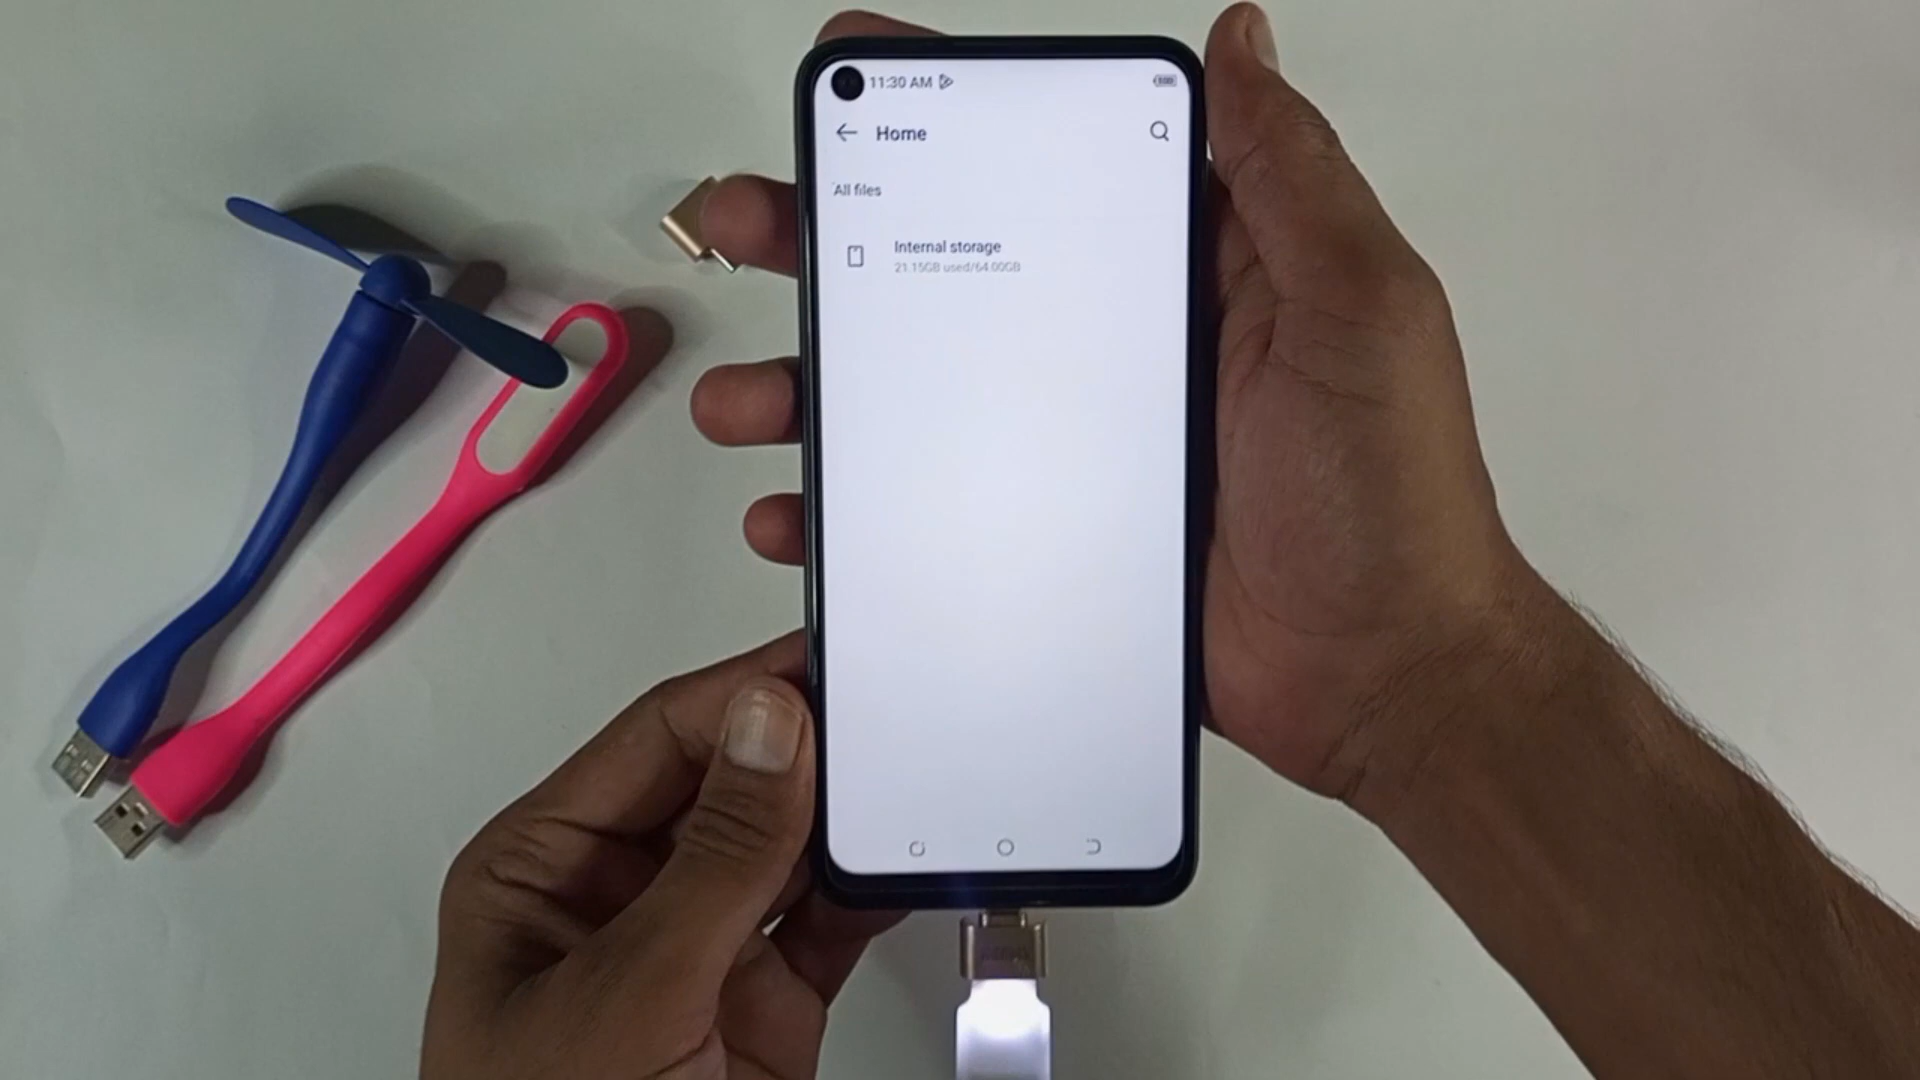 11:30 AM
Home
All files
Internal storage
21.15GB used/64.00GB